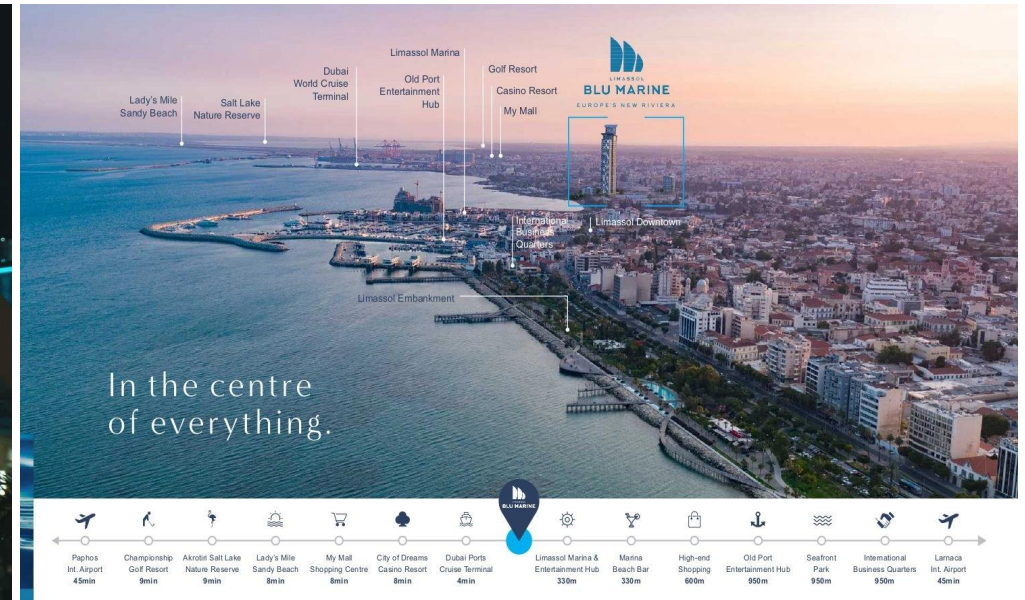 Limassol Marina
Dubai
World Cruise
Terminal
Old Port
Entertainment
Hub
Golf Resort
Casino Resort
My Mall
Lady's Mile
Sandy Beach
Salt Lake
Nature Reserve
LIMASSOL
BLU MARINE
EUROPE'S NEW RIVIERA
International
Business
Quarters
Limassol Downtown
Limassol Embankment
In the centre
of everything.
BLU MARINE
Paphos
Int. Airport
45min
Championship
Golf Resort
9min
Akrotiri Salt Lake
Nature Reserve
9min
Lady's Mile
Sandy Beach
8min
My Mall
Shopping Centre
8min
City of Dreams
Casino Resort
8min
Dubai Ports
Cruise Terminal
4min
Limassol Marina &
Entertainment Hub
330m
Marina
Beach Bar
330m
High-end
Shopping
600m
Old Port
Entertainment Hub
950m
Seafront
Park
950m
International
Business Quarters
950m
Larnaca
Int. Airport
45min